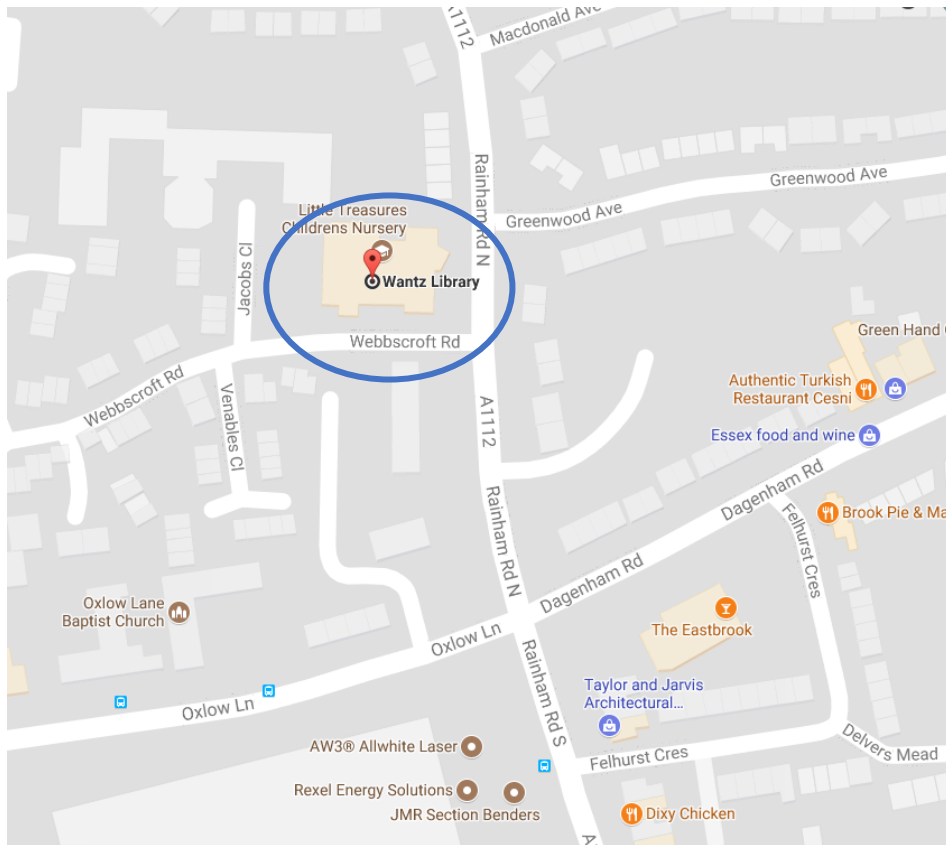 A1112
Macdonald Ave
Rainham Rd N
Greenwood Ave
Greenwood Ave
Little Treasures
Childrens Nursery
Wantz Library
Jacobs Cl
Webbscroft Rd
Webbscroft Rd
Venables Cl
A1112
Green Hand
Authentic Turkish
Restaurant Cesni
Essex food and wine
Dagenham Rd
Rainham Rd N
Brook Pie & Ma
Felhurst Cres
Dagenham Rd
Oxlow Lane
Baptist Church
The Eastbrook
Oxlow Ln
Rainham Rd S
Taylor and Jarvis
Architectural...
Oxlow Ln
AW3® Allwhite Laser
Felhurst Cres
Delvers Mead
Rexel Energy Solutions
JMR Section Benders
Dixy Chicken